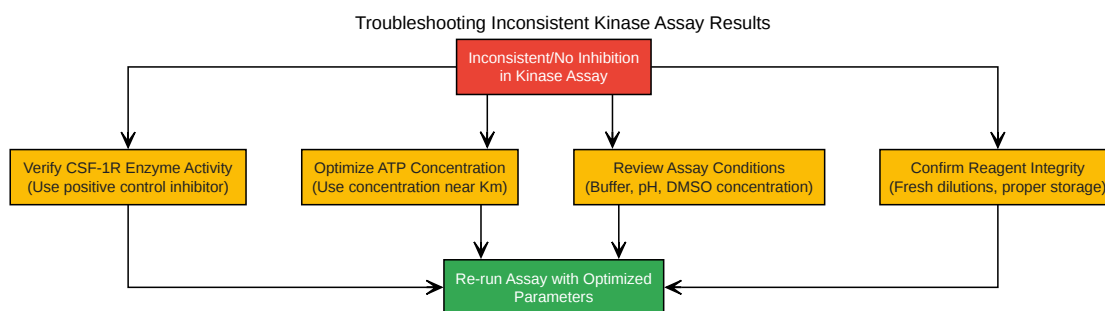 Troubleshooting Inconsistent Kinase Assay Results
Inconsistent/No Inhibition
in Kinase Assay
Verify CSF-1R Enzyme Activity
(Use positive control inhibitor)
Optimize ATP Concentration
(Use concentration near Km)
Review Assay Conditions
(Buffer, pH, DMSO concentration)
Confirm Reagent Integrity
(Fresh dilutions, proper storage)
Re-run Assay with Optimized
Parameters